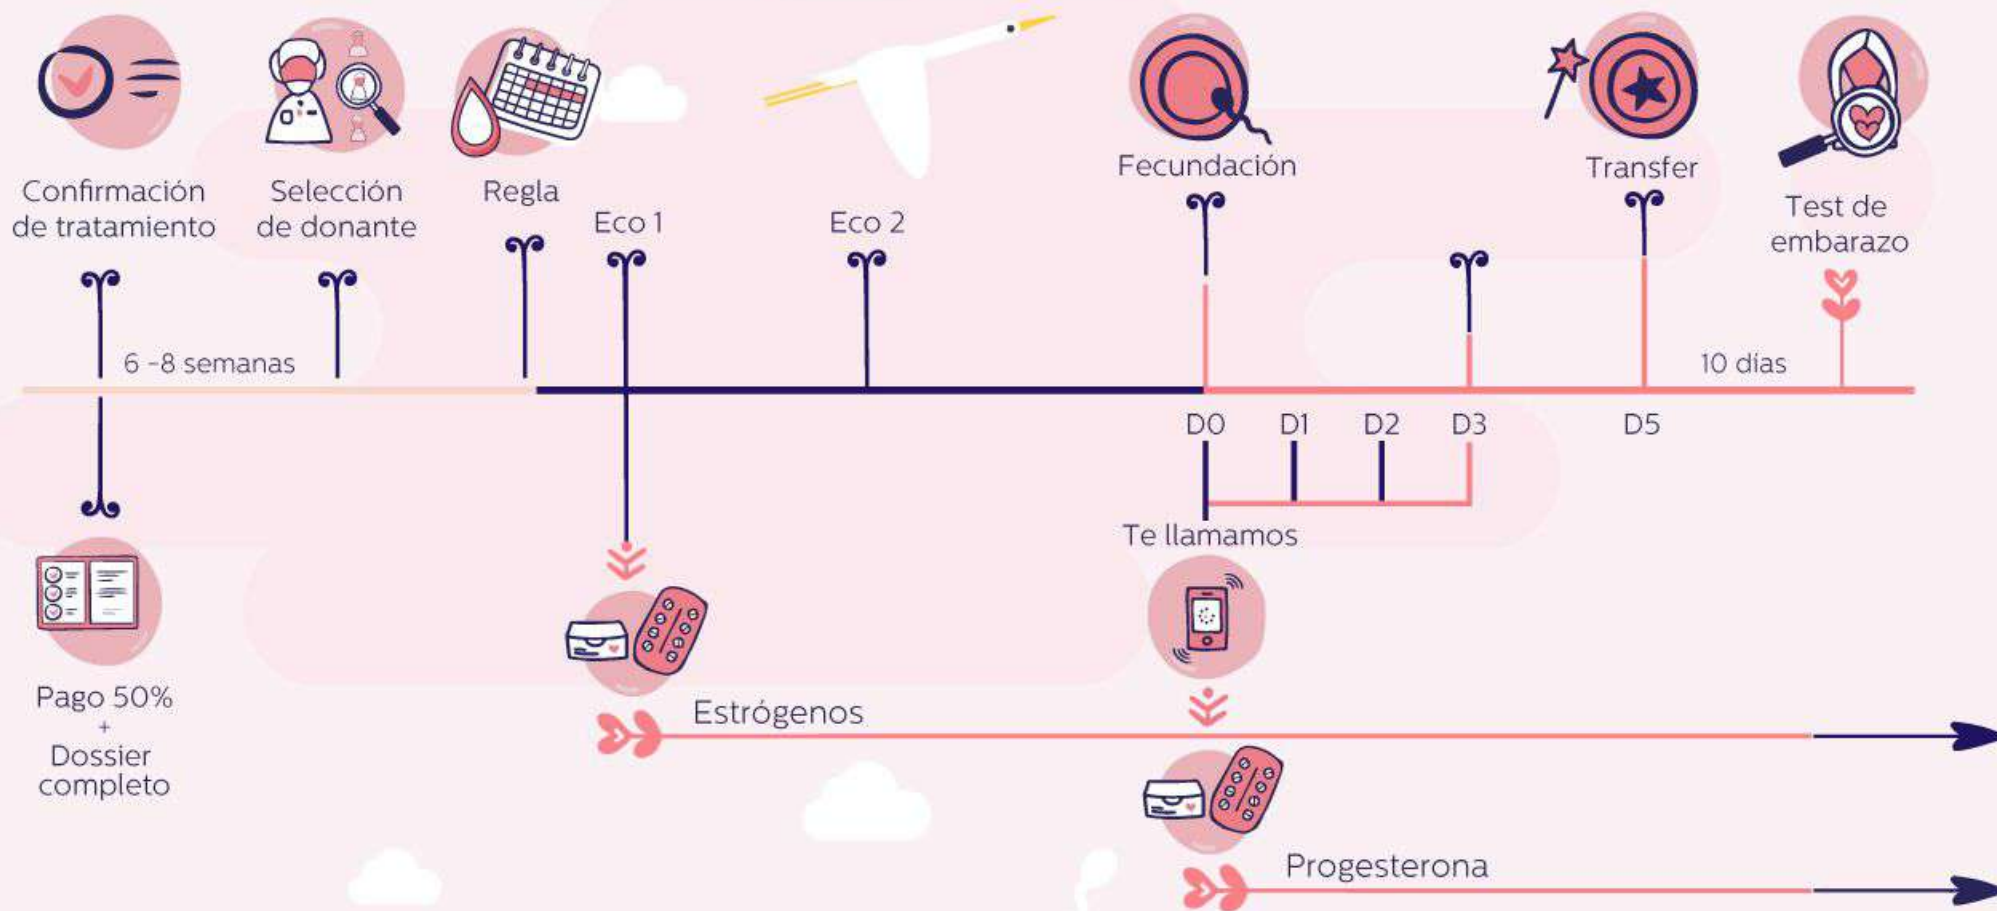 Confirmación
de tratamiento
Selección
de donante
Regla
Eco 1
Eco 2
Fecundación
Transfer
Test de
embarazo
6 -8 semanas
10 días
D0
D1
D2
D3
D5
Te llamamos
Pago 50%
+
Dossier
completo
Estrógenos
Progesterona